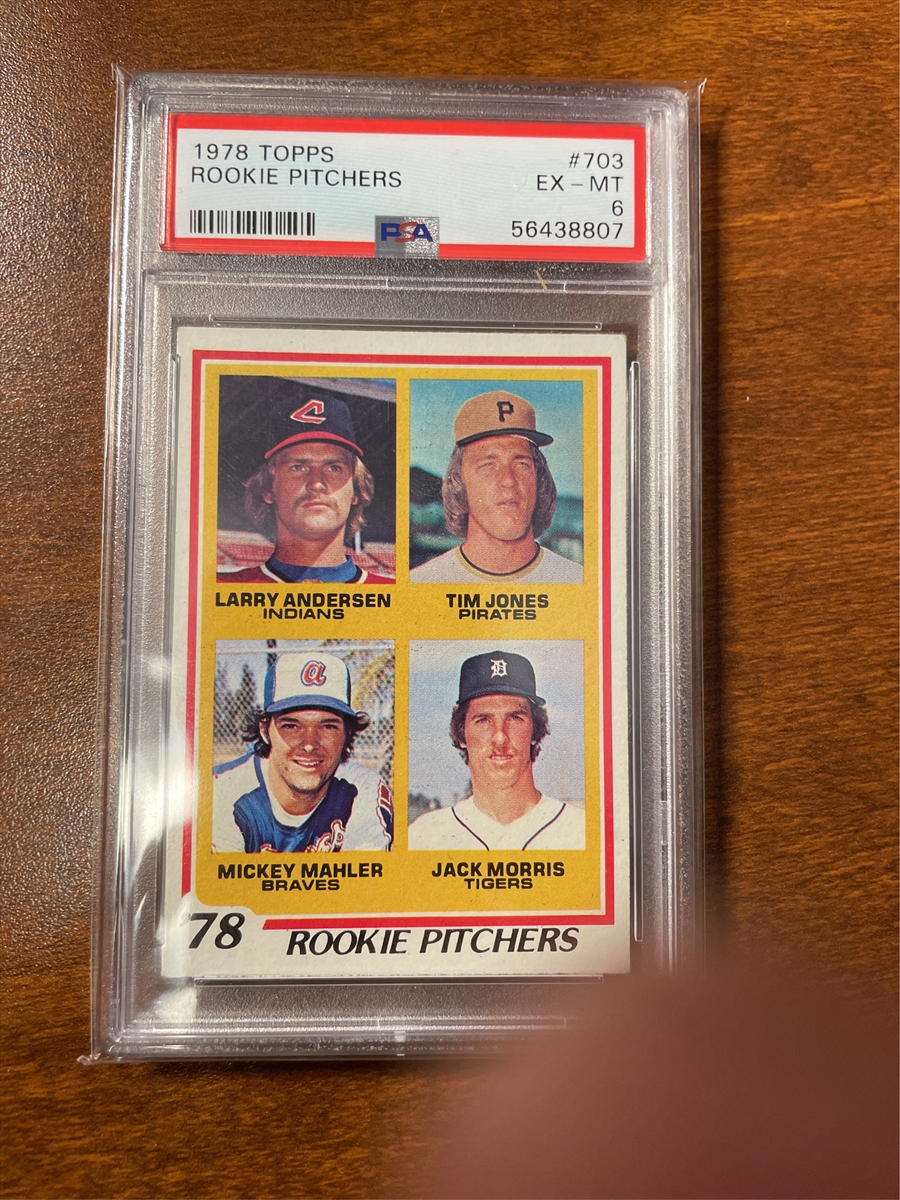 1978 TOPPS #703
ROOKIE PITCHERS EX - MT
6
56438807
PSA
C
P
LARRY ANDERSEN
INDIANS
TIM JONES
PIRATES
a
D
MICKEY MAHLER
BRAVES
JACK MORRIS
TIGERS
'78 ROOKIE PITCHERS